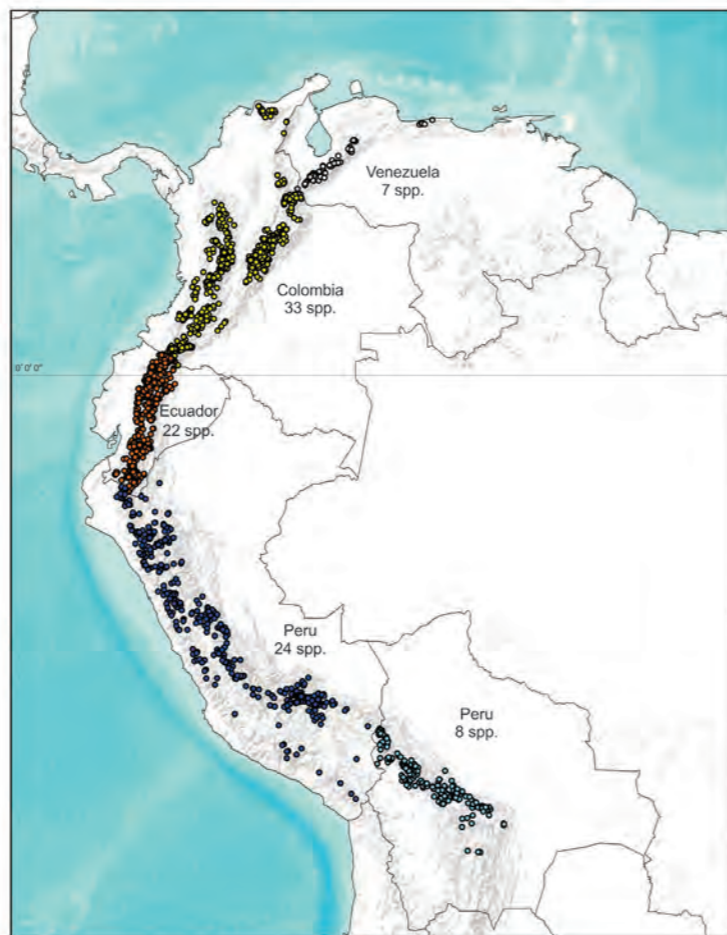 Venezuela
7 spp.
Colombia
33 spp.
0°0'0"
Ecuador
22 spp.
Peru
24 spp.
Peru
8 spp.